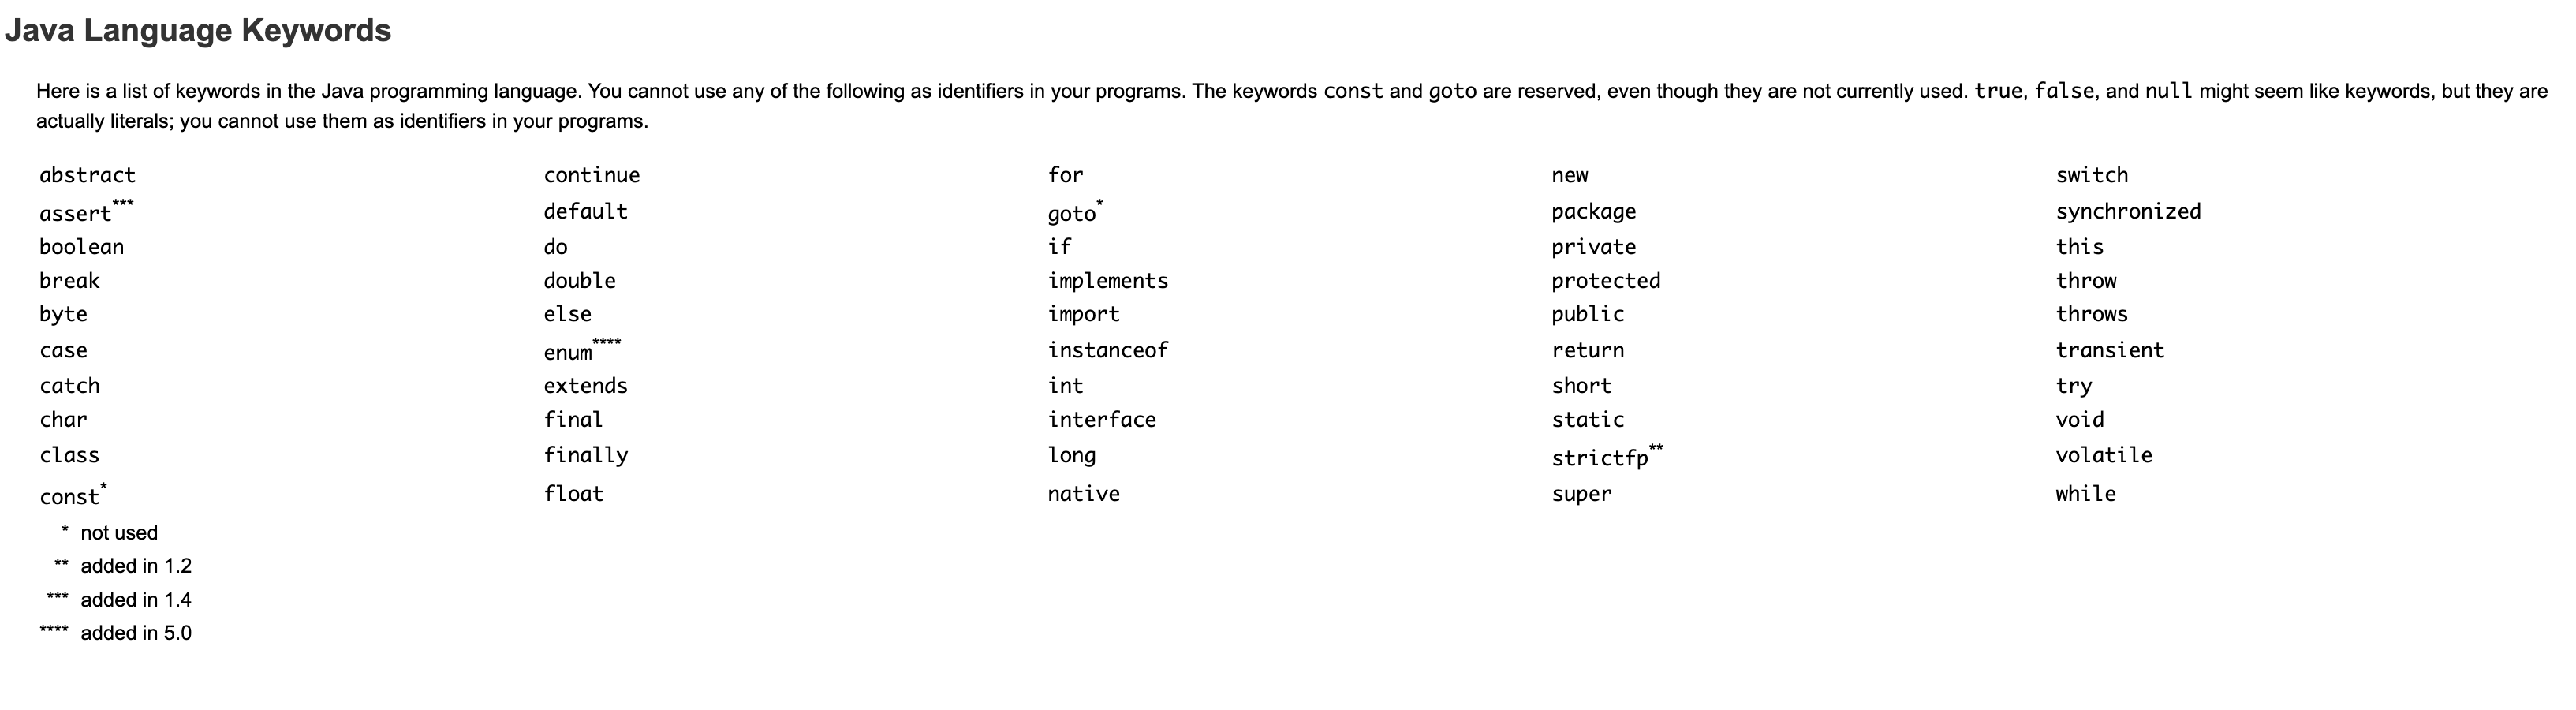 Java Language Keywords
Here is a list of keywords in the Java programming language. You cannot use any of the following as identifiers in your programs. The keywords const and goto are reserved, even though they are not currently used. true, false, and null might seem like keywords, but they are
actually literals; you cannot use them as identifiers in your programs.
abstract continue for new switch
assert*** default goto* package synchronized
boolean do if private this
break double implements protected throw
byte else import public throws
case enum**** instanceof return transient
catch extends int short try
char final interface static void
class finally long strictfp** volatile
const* float native super while
* not used
** added in 1.2
*** added in 1.4
**** added in 5.0